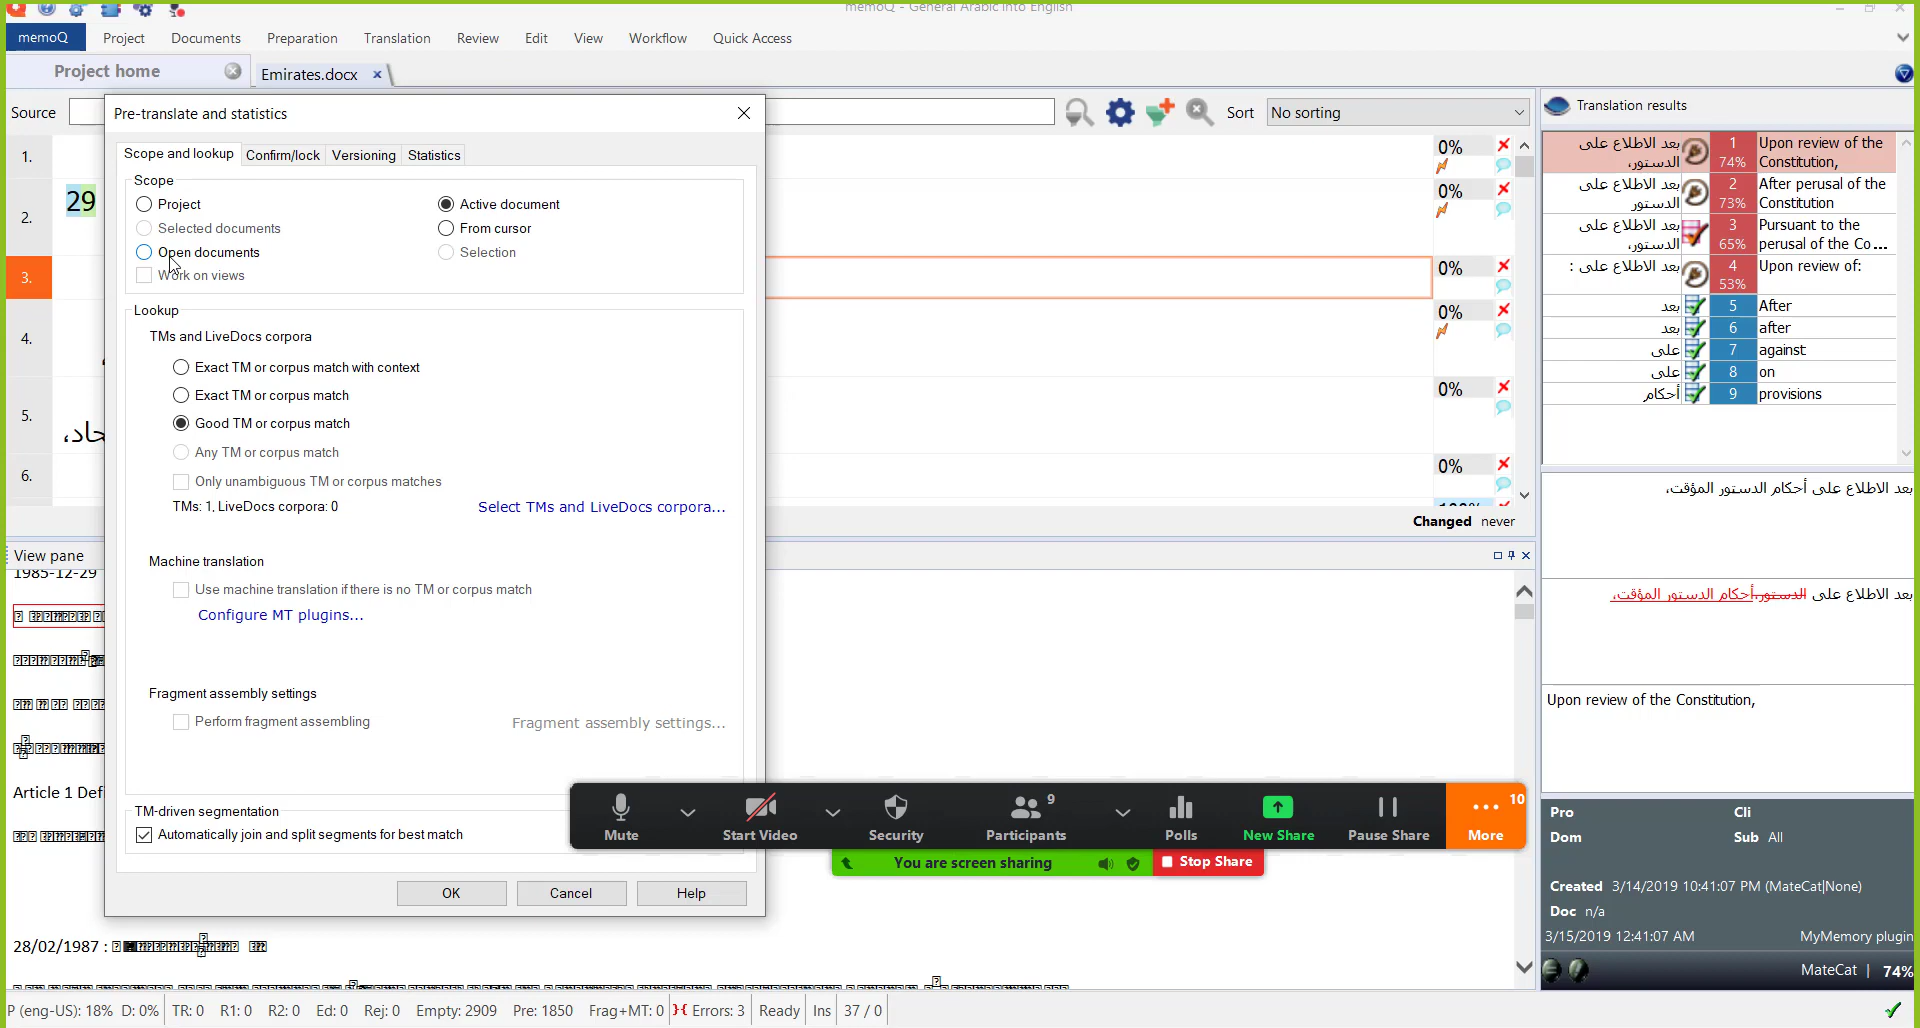 memoQ - General Arabic into English
memoQ Project Documents Preparation Translation Review Edit View Workflow Quick Access
Project home Emirates.docx
Source Sort No sorting
Translation results
Pre-translate and statistics
Scope and lookup Confirm/lock Versioning Statistics
Scope
Project Active document
Selected documents From cursor
Open documents Selection
Work on views
Lookup
TMs and LiveDocs corpora
Exact TM or corpus match with context
Exact TM or corpus match
Good TM or corpus match
Any TM or corpus match
Only unambiguous TM or corpus matches
TMs: 1, LiveDocs corpora: 0 Select TMs and LiveDocs corpora...
Machine translation
Use machine translation if there is no TM or corpus match
Configure MT plugins...
Fragment assembly settings
Perform fragment assembling Fragment assembly settings...
TM-driven segmentation
Automatically join and split segments for best match
OK Cancel Help
1. 0%
2. 29 0%
3. 0%
4. 0%
5. 0%
6. 0%
Changed never
بعد الاطلاع على الدستور، 1 74% Upon review of the Constitution,
بعد الاطلاع على الدستور 2 73% After perusal of the Constitution
بعد الاطلاع على الدستور، 3 65% Pursuant to the perusal of the Co...
بعد الاطلاع على : 4 53% Upon review of:
بعد 5 After
بعد 6 after
على 7 against
على 8 on
أحكام 9 provisions
بعد الاطلاع على أحكام الدستور المؤقت،
بعد الاطلاع على الدستور،أحكام الدستور المؤقت،
Upon review of the Constitution,
View pane
1985-12-29
Article 1 Def
28/02/1987 :
Mute Start Video Security Participants 9 Polls New Share Pause Share More 10
You are screen sharing Stop Share
Pro Cli
Dom Sub All
Created 3/14/2019 10:41:07 PM (MateCat|None)
Doc n/a
3/15/2019 12:41:07 AM MyMemory plugin
MateCat | 74%
P (eng-US): 18% D: 0% TR: 0 R1: 0 R2: 0 Ed: 0 Rej: 0 Empty: 2909 Pre: 1850 Frag+MT: 0 Errors: 3 Ready Ins 37 / 0